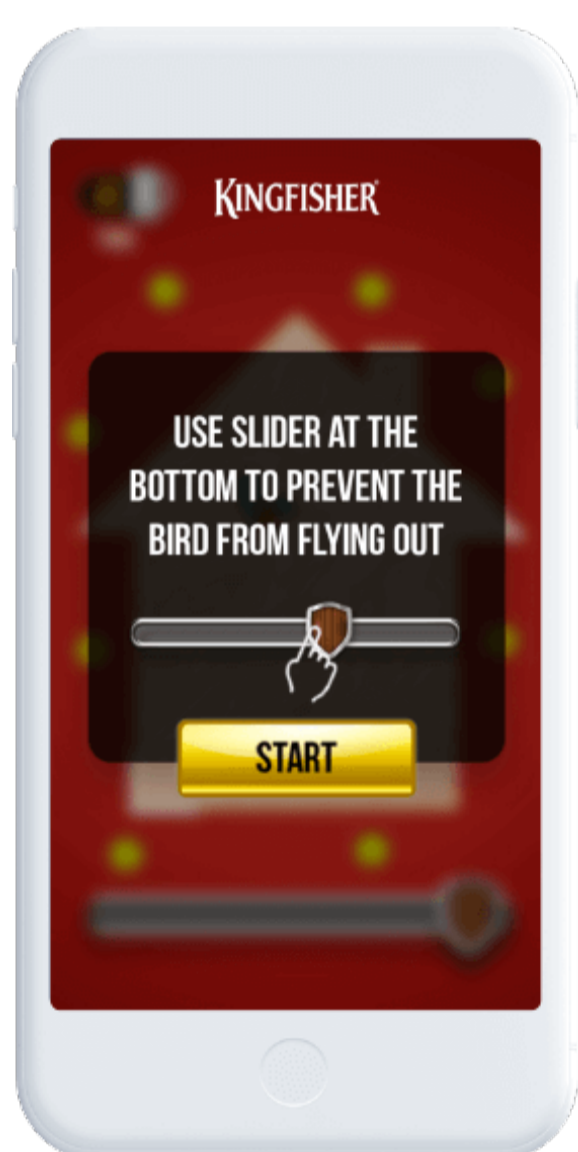 KINGFISHER
USE SLIDER AT THE
BOTTOM TO PREVENT THE
BIRD FROM FLYING OUT
START